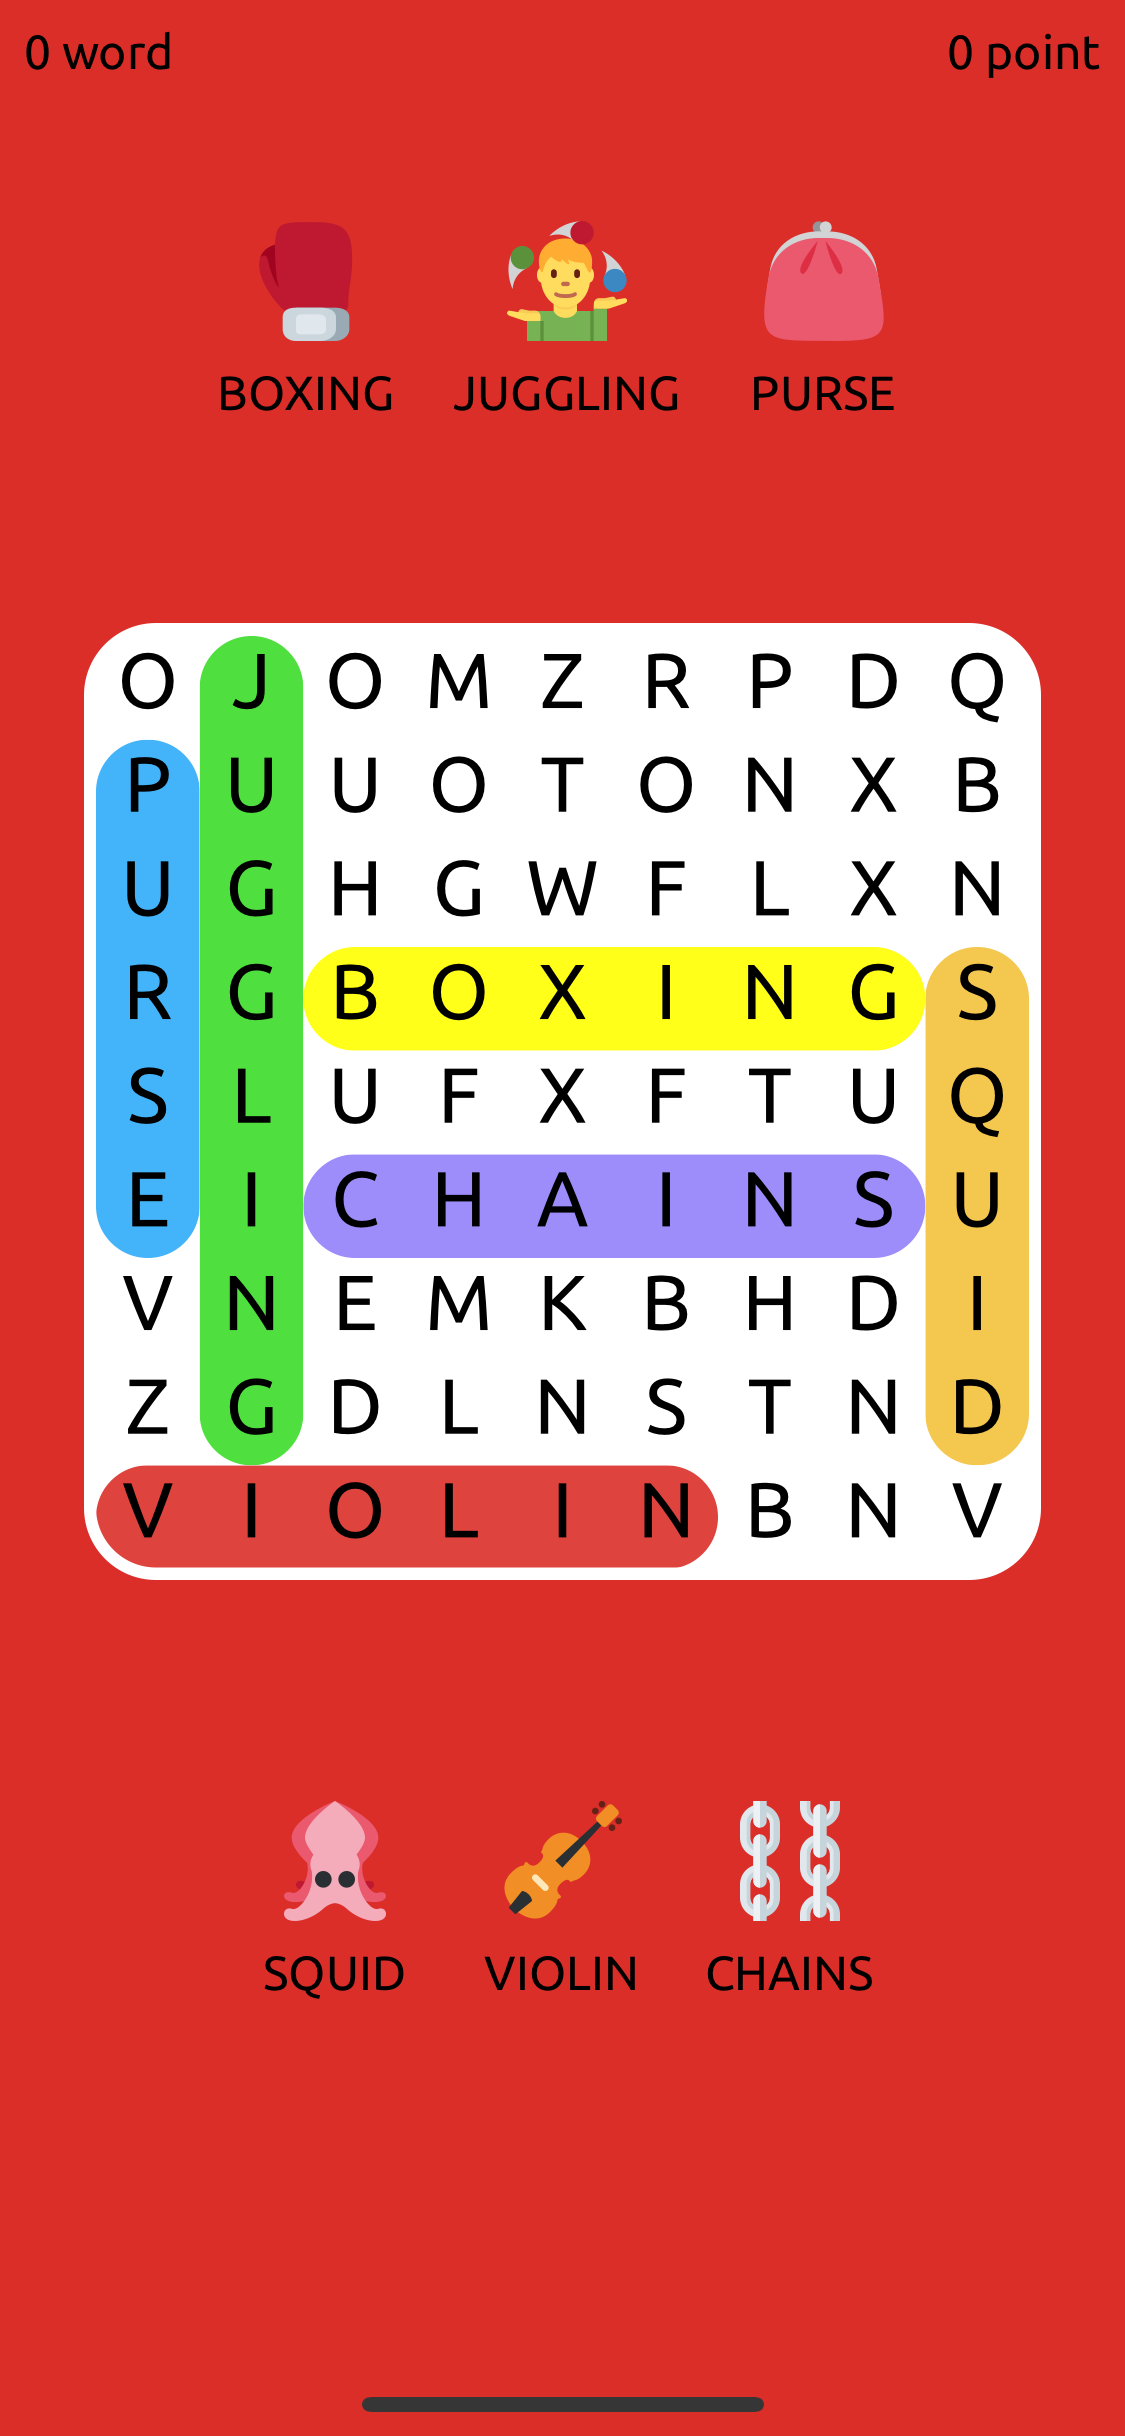 0 word 0 point
BOXING JUGGLING PURSE
O J O M Z R P D Q
P U U O T O N X B
U G H G W F L X N
R G B O X I N G S
S L U F X F T U Q
E I C H A I N S U
V N E M K B H D I
Z G D L N S T N D
V I O L I N B N V
SQUID VIOLIN CHAINS